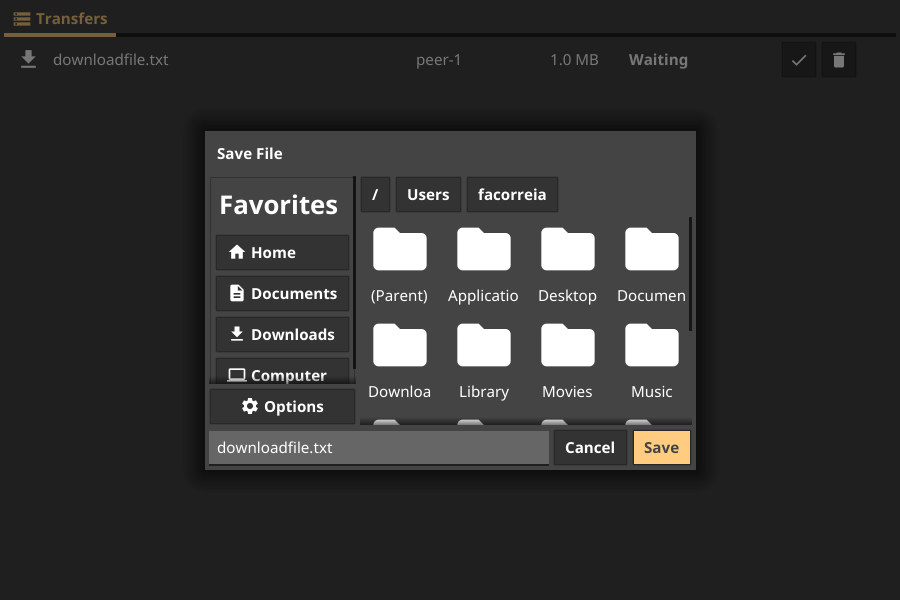 Transfers
downloadfile.txt peer-1 1.0 MB Waiting
Save File
Favorites
Home
Documents
Downloads
Computer
Options
/ Users facorreia
(Parent) Applicatio Desktop Documen
Downloa Library Movies Music
downloadfile.txt Cancel Save